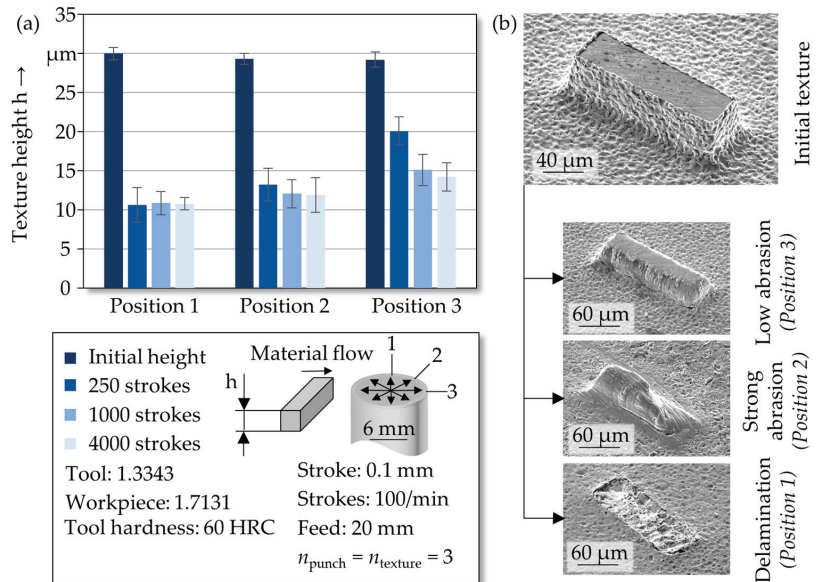 (a)
35
μm
25
20
15
10
5
0
Texture height h →
Position 1
Position 2
Position 3
Initial height
250 strokes
1000 strokes
4000 strokes
h
Material flow
1
2
3
6 mm
Tool: 1.3343
Workpiece: 1.7131
Tool hardness: 60 HRC
Stroke: 0.1 mm
Strokes: 100/min
Feed: 20 mm
n_punch = n_texture = 3
(b)
40 μm
Initial texture
60 μm
Low abrasion
(Position 3)
60 μm
Strong
abrasion
(Position 2)
60 μm
Delamination
(Position 1)